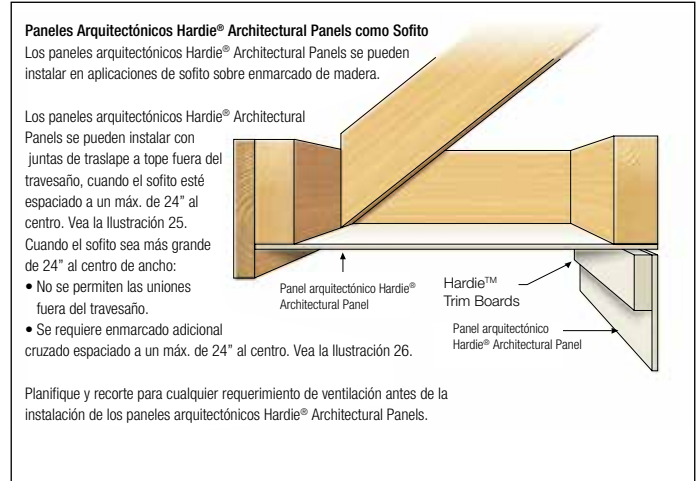 Paneles Arquitectónicos Hardie® Architectural Panels como Sofito
Los paneles arquitectónicos Hardie® Architectural Panels se pueden
instalar en aplicaciones de sofito sobre enmarcado de madera.
Los paneles arquitectónicos Hardie® Architectural
Panels se pueden instalar con
juntas de traslape a tope fuera del
travesaño, cuando el sofito esté
espaciado a un máx. de 24" al
centro. Vea la Ilustración 25.
Cuando el sofito sea más grande
de 24" al centro de ancho:
• No se permiten las uniones
fuera del travesaño.
• Se requiere enmarcado adicional
cruzado espaciado a un máx. de 24" al centro. Vea la Ilustración 26.
Planifique y recorte para cualquier requerimiento de ventilación antes de la
instalación de los paneles arquitectónicos Hardie® Architectural Panels.
Panel arquitectónico Hardie®
Architectural Panel
Hardie™
Trim Boards
Panel arquitectónico
Hardie® Architectural Panel